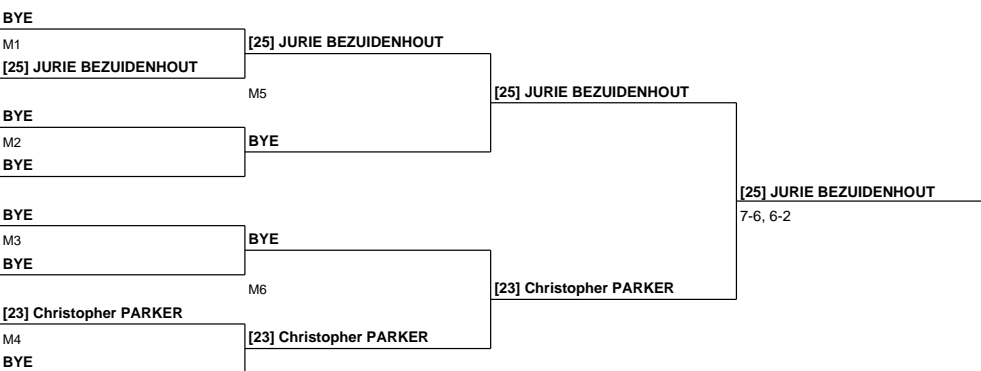 BYE
M1
[25] JURIE BEZUIDENHOUT
BYE
M2
BYE
BYE
M3
BYE
[23] Christopher PARKER
M4
BYE
[25] JURIE BEZUIDENHOUT
M5
BYE
BYE
M6
[23] Christopher PARKER
[25] JURIE BEZUIDENHOUT
[23] Christopher PARKER
[25] JURIE BEZUIDENHOUT
7-6, 6-2